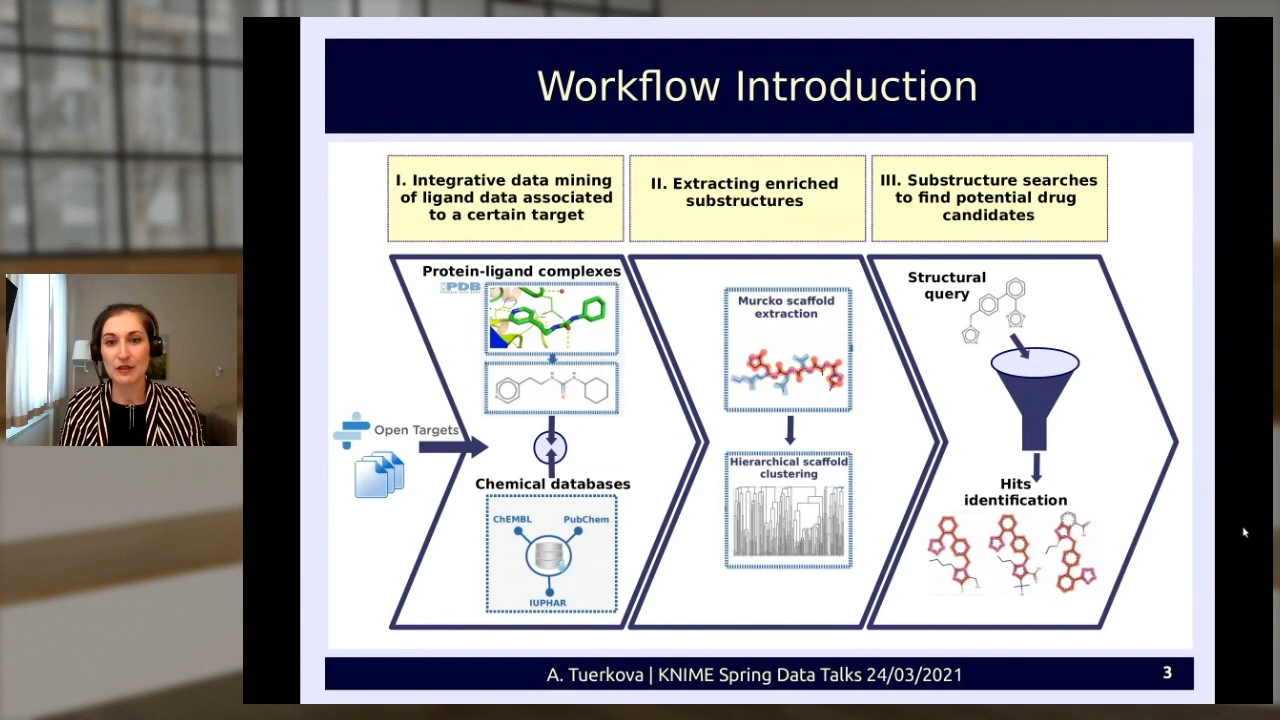 Workflow Introduction
I. Integrative data mining
of ligand data associated
to a certain target
II. Extracting enriched
substructures
III. Substructure searches
to find potential drug
candidates
Protein-ligand complexes
PDB
Open Targets
Chemical databases
ChEMBL
PubChem
IUPHAR
Murcko scaffold
extraction
Hierarchical scaffold
clustering
Structural
query
Hits
identification
A. Tuerkova | KNIME Spring Data Talks 24/03/2021
3